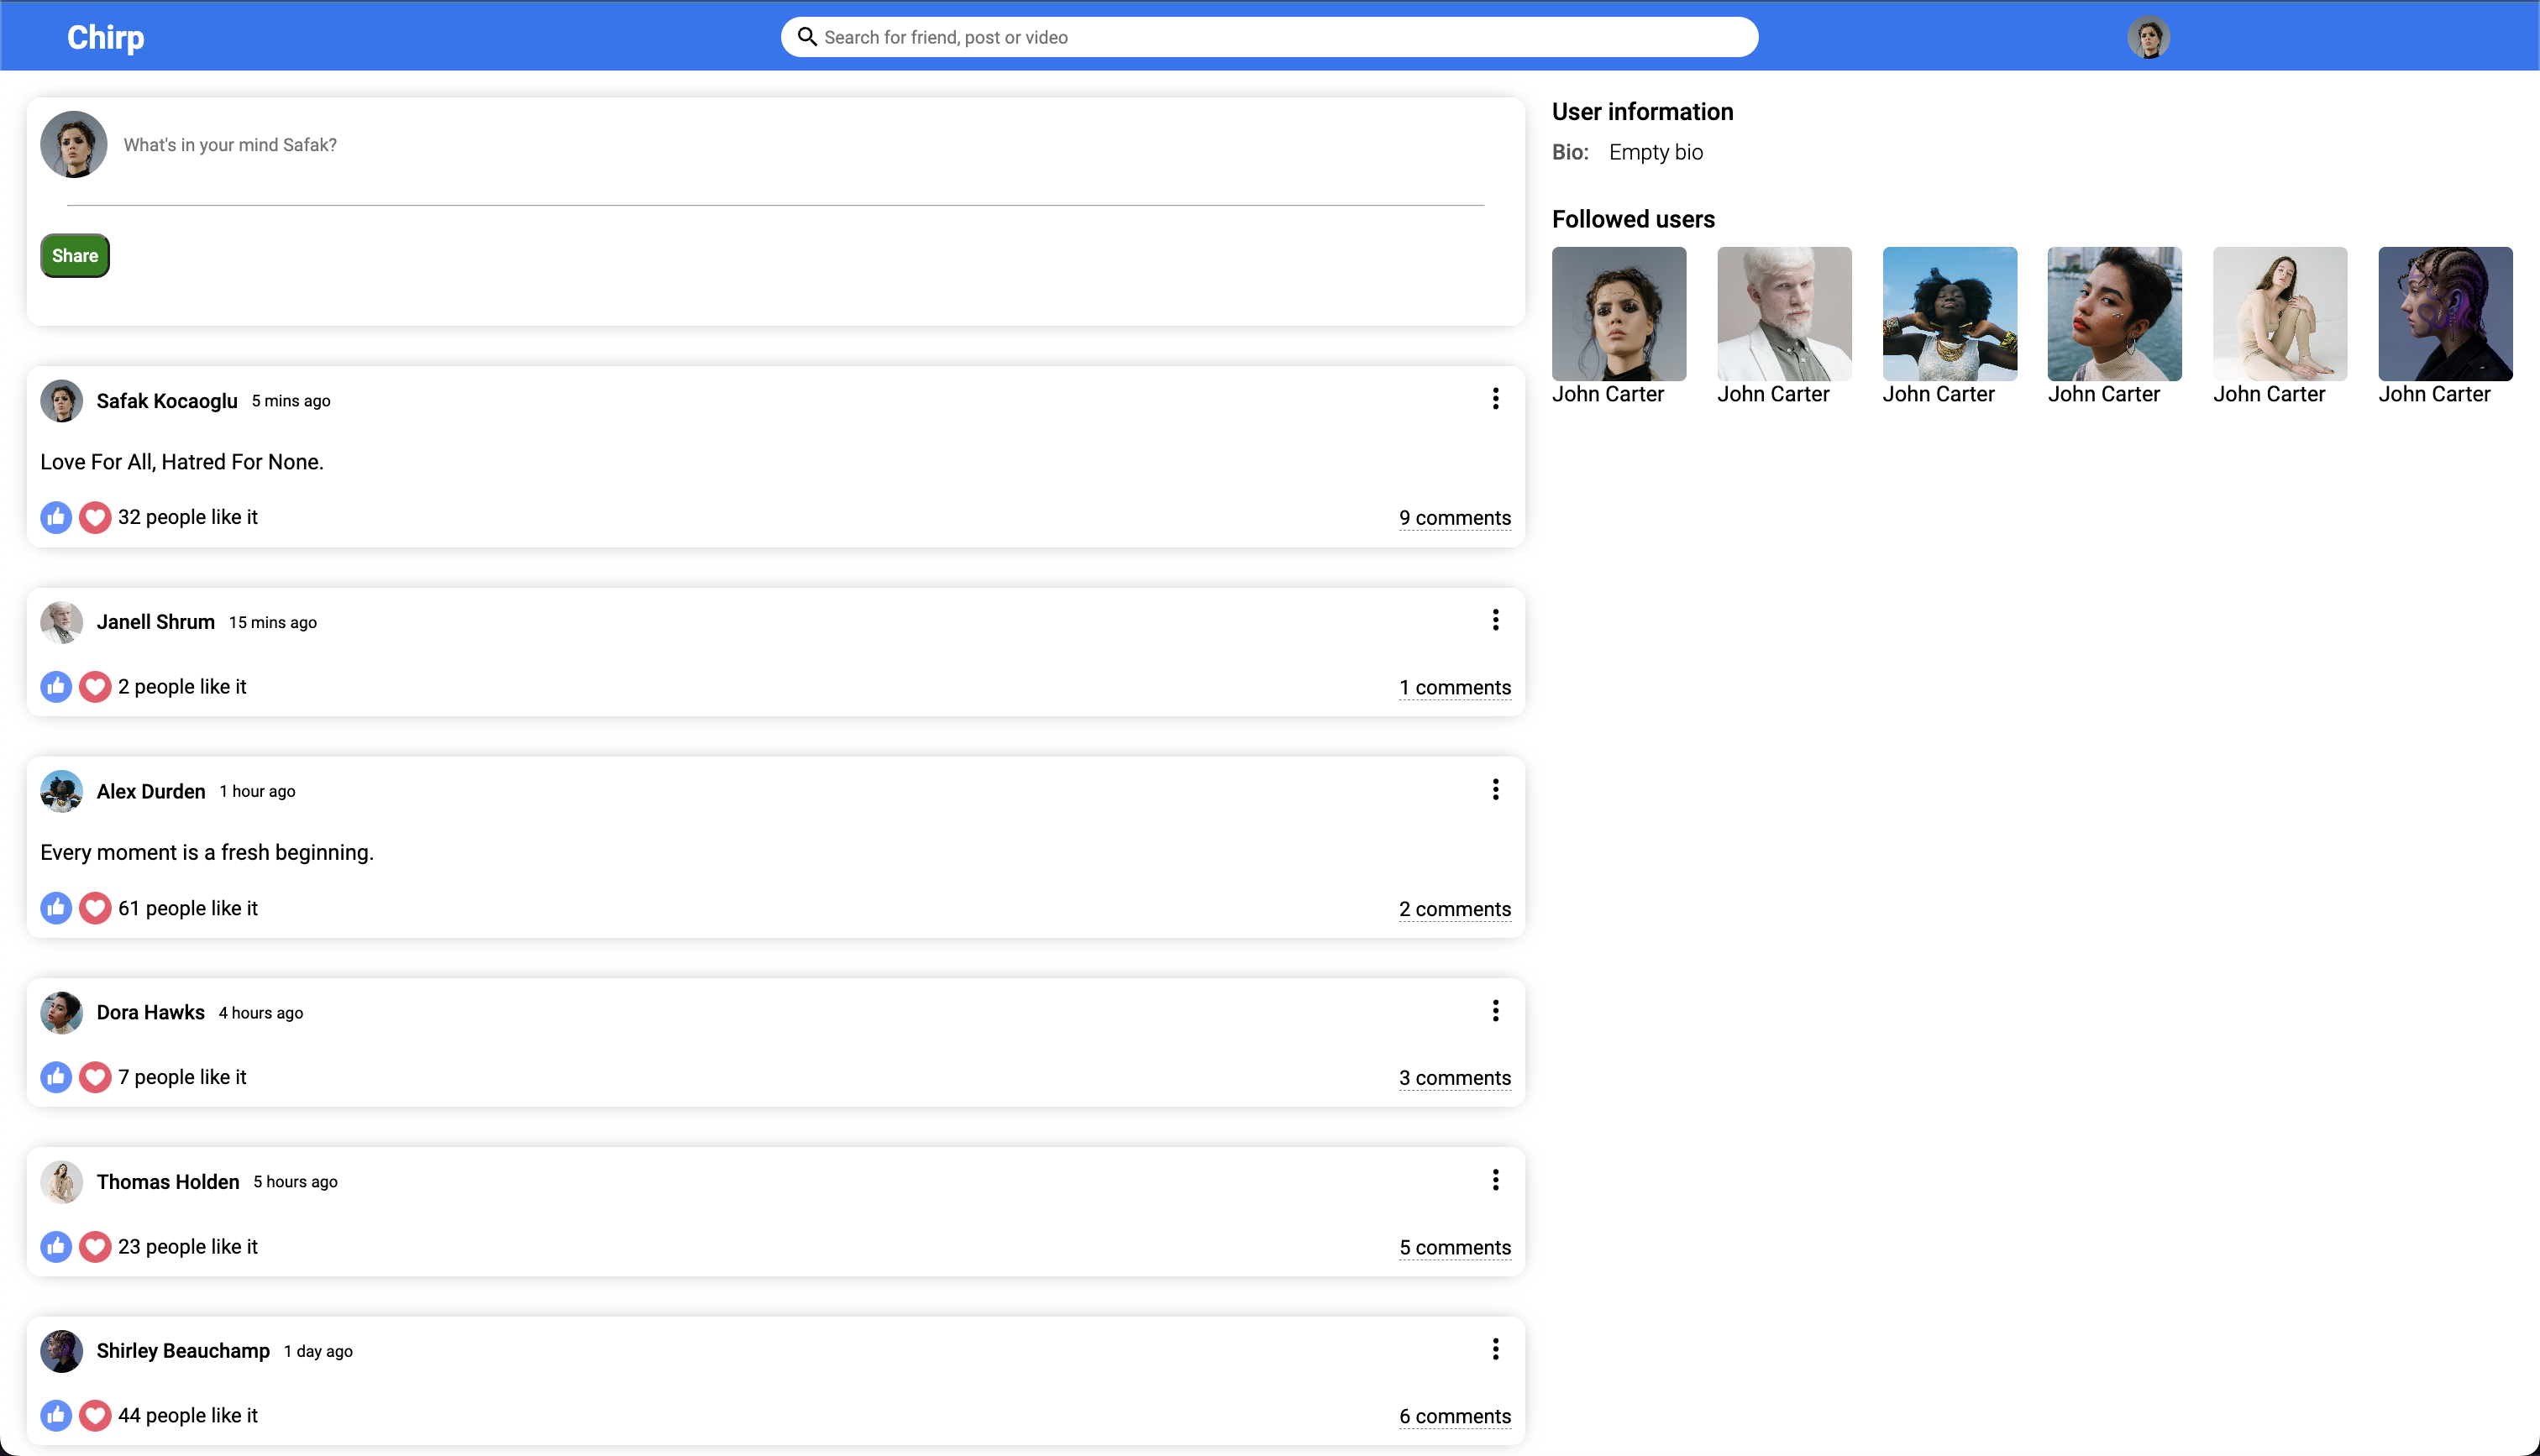 Chirp
Search for friend, post or video
What's in your mind Safak?
Share
Safak Kocaoglu 5 mins ago
Love For All, Hatred For None.
32 people like it
9 comments
Janell Shrum 15 mins ago
2 people like it
1 comments
Alex Durden 1 hour ago
Every moment is a fresh beginning.
61 people like it
2 comments
Dora Hawks 4 hours ago
7 people like it
3 comments
Thomas Holden 5 hours ago
23 people like it
5 comments
Shirley Beauchamp 1 day ago
44 people like it
6 comments
User information
Bio: Empty bio
Followed users
John Carter
John Carter
John Carter
John Carter
John Carter
John Carter